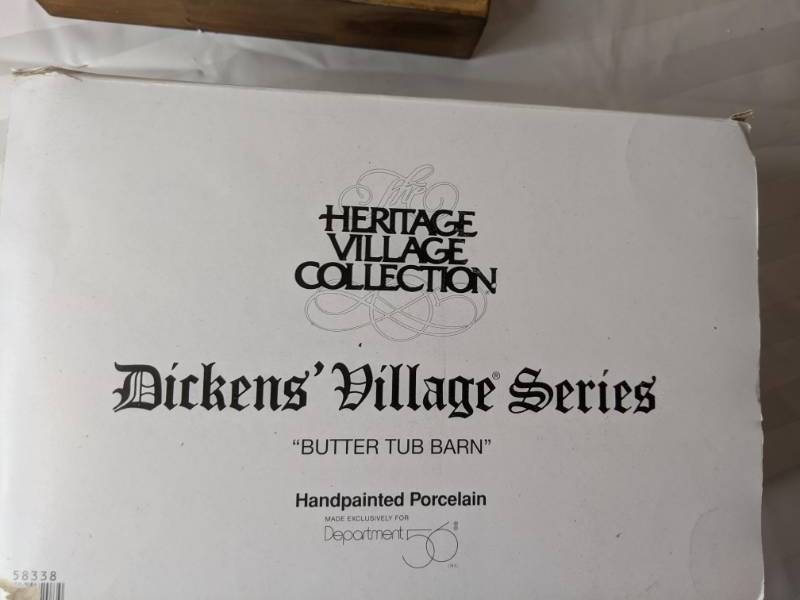 The
HERITAGE
VILLAGE
COLLECTION
Dickens' Village® Series
"BUTTER TUB BARN"
Handpainted Porcelain
MADE EXCLUSIVELY FOR
Department 56®
INC.
58338